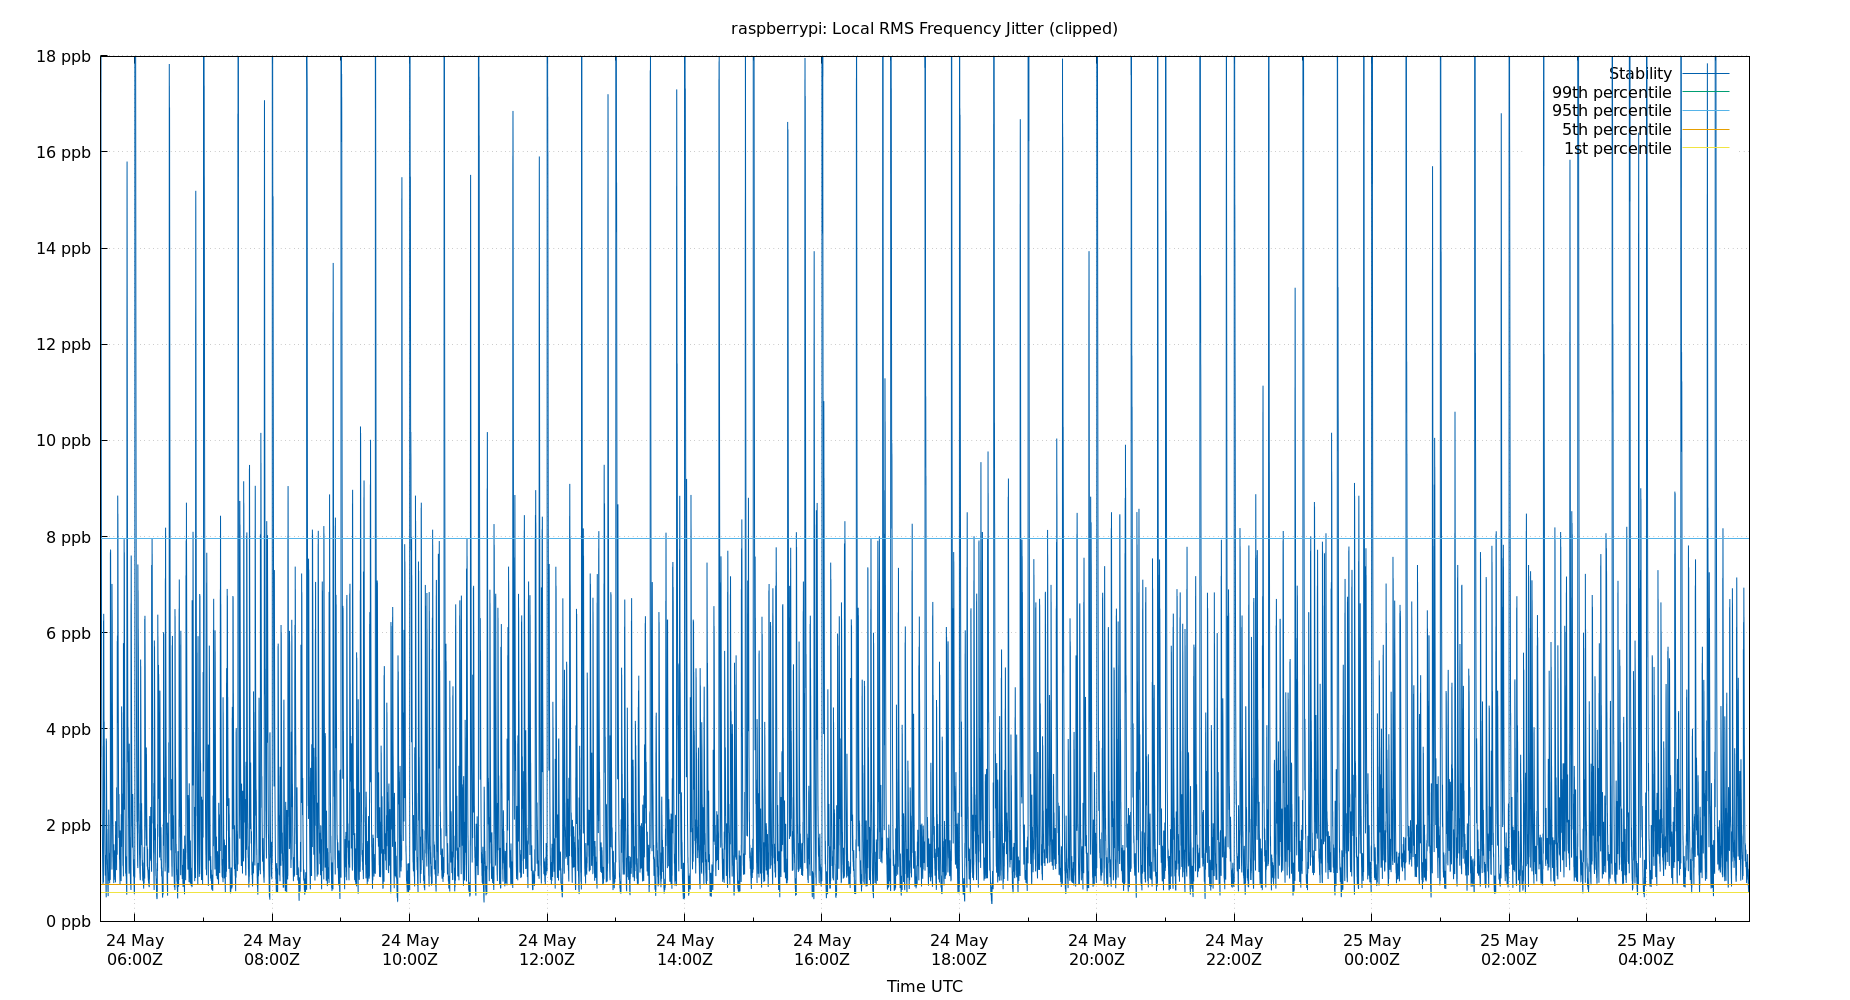 raspberrypi: Local RMS Frequency Jitter (clipped)
18 ppb
16 ppb
14 ppb
12 ppb
10 ppb
8 ppb
6 ppb
4 ppb
2 ppb
0 ppb
Stability
99th percentile
95th percentile
5th percentile
1st percentile
24 May 24 May 24 May 24 May 24 May 24 May 24 May 24 May 24 May 25 May 25 May 25 May
06:00Z 08:00Z 10:00Z 12:00Z 14:00Z 16:00Z 18:00Z 20:00Z 22:00Z 00:00Z 02:00Z 04:00Z
Time UTC